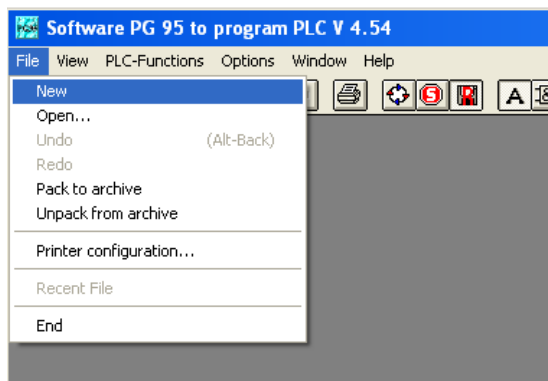 Software PG 95 to program PLC V 4.54
File View PLC-Functions Options Window Help
New
Open...
Undo (Alt-Back)
Redo
Pack to archive
Unpack from archive
Printer configuration...
Recent File
End
S
A